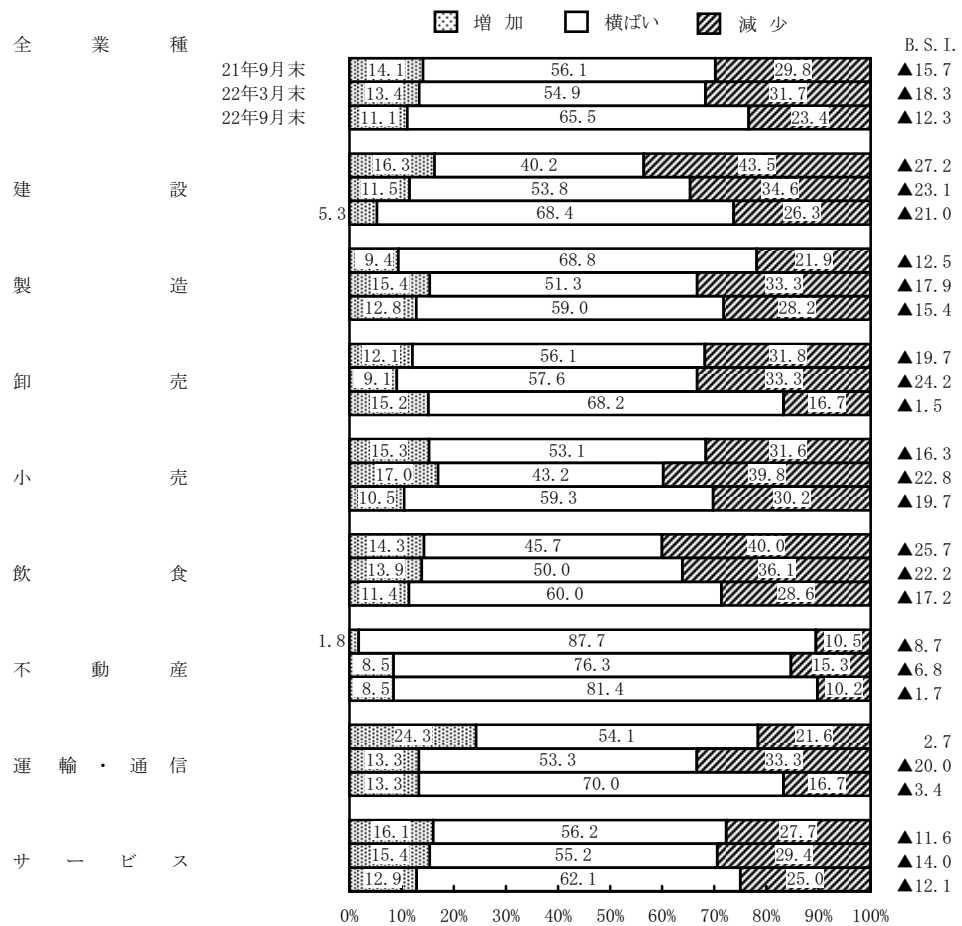 増 加 横ばい 減 少
全 業 種 B.S.I.
21年9月末 14.1 56.1 29.8 ▲15.7
22年3月末 13.4 54.9 31.7 ▲18.3
22年9月末 11.1 65.5 23.4 ▲12.3
16.3 40.2 43.5 ▲27.2
建 設 11.5 53.8 34.6 ▲23.1
5.3 68.4 26.3 ▲21.0
9.4 68.8 21.9 ▲12.5
製 造 15.4 51.3 33.3 ▲17.9
12.8 59.0 28.2 ▲15.4
12.1 56.1 31.8 ▲19.7
卸 売 9.1 57.6 33.3 ▲24.2
15.2 68.2 16.7 ▲1.5
15.3 53.1 31.6 ▲16.3
小 売 17.0 43.2 39.8 ▲22.8
10.5 59.3 30.2 ▲19.7
14.3 45.7 40.0 ▲25.7
飲 食 13.9 50.0 36.1 ▲22.2
11.4 60.0 28.6 ▲17.2
1.8 87.7 10.5 ▲8.7
不 動 産 8.5 76.3 15.3 ▲6.8
8.5 81.4 10.2 ▲1.7
24.3 54.1 21.6 2.7
運 輸 ・ 通 信 13.3 53.3 33.3 ▲20.0
13.3 70.0 16.7 ▲3.4
16.1 56.2 27.7 ▲11.6
サ ー ビ ス 15.4 55.2 29.4 ▲14.0
12.9 62.1 25.0 ▲12.1
0% 10% 20% 30% 40% 50% 60% 70% 80% 90% 100%